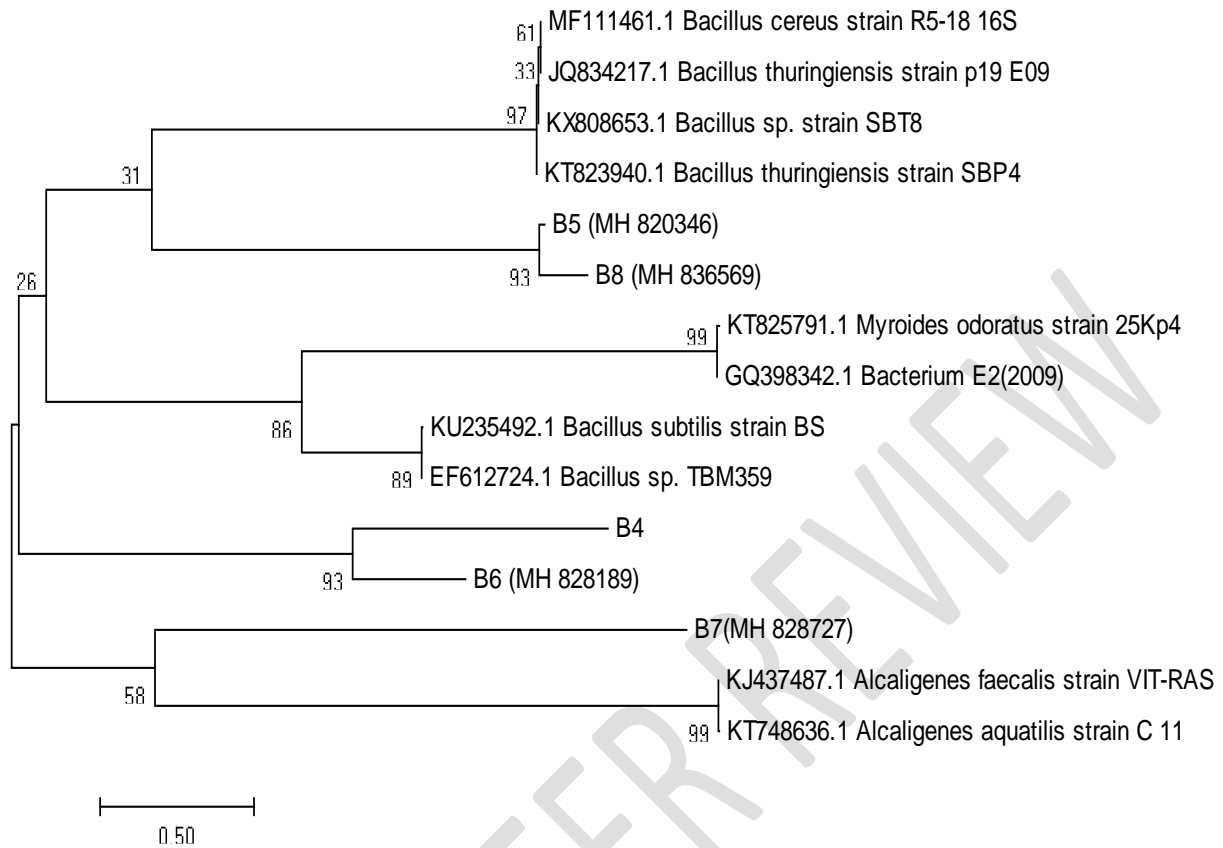 MF111461.1 Bacillus cereus strain R5-18 16S
61
JQ834217.1 Bacillus thuringiensis strain p19 E09
33
KX808653.1 Bacillus sp. strain SBT8
97
KT823940.1 Bacillus thuringiensis strain SBP4
31
B5 (MH 820346)
B8 (MH 836569)
93
26
KT825791.1 Myroides odoratus strain 25Kp4
99
GQ398342.1 Bacterium E2(2009)
86
KU235492.1 Bacillus subtilis strain BS
EF612724.1 Bacillus sp. TBM359
89
B4
B6 (MH 828189)
93
B7(MH 828727)
58
KJ437487.1 Alcaligenes faecalis strain VIT-RAS
KT748636.1 Alcaligenes aquatilis strain C 11
99
0.50
ER REVIEW